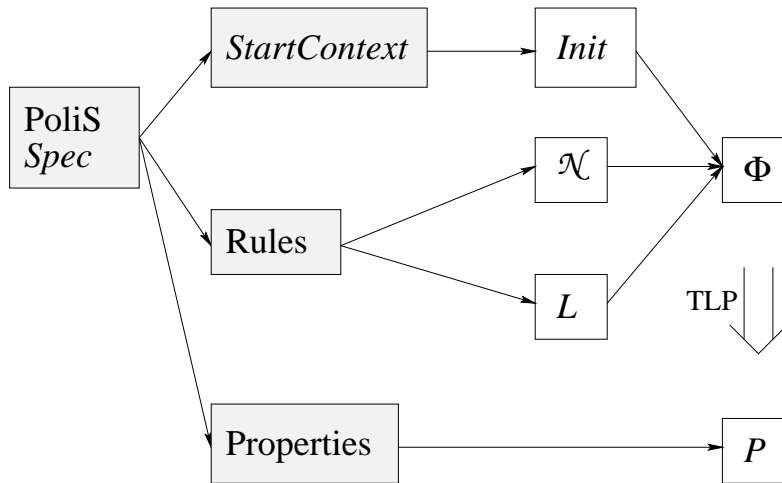 StartContext
Init
PoliS
Spec
𝒩
Φ
Rules
L
TLP
Properties
P